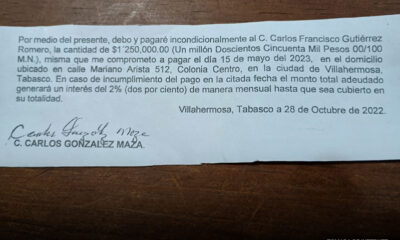 Por medio del presente, debo y pagaré incondicionalmente al C. Carlos Francisco Gutiérrez
Romero, la cantidad de $1'250,000.00 (Un millón Doscientos Cincuenta Mil Pesos 00/100
M.N.), misma que me comprometo a pagar el día 15 de mayo del 2023, en el domicilio
ubicado en calle Mariano Arista 512, Colonia Centro, en la ciudad de Villahermosa,
Tabasco. En caso de incumplimiento del pago en la citada fecha el monto total adeudado
generará un interés del 2% (dos por ciento) de manera mensual hasta que sea cubierto en
su totalidad.
Villahermosa, Tabasco a 28 de Octubre de 2022.
C. CARLOS GONZALEZ MAZA.